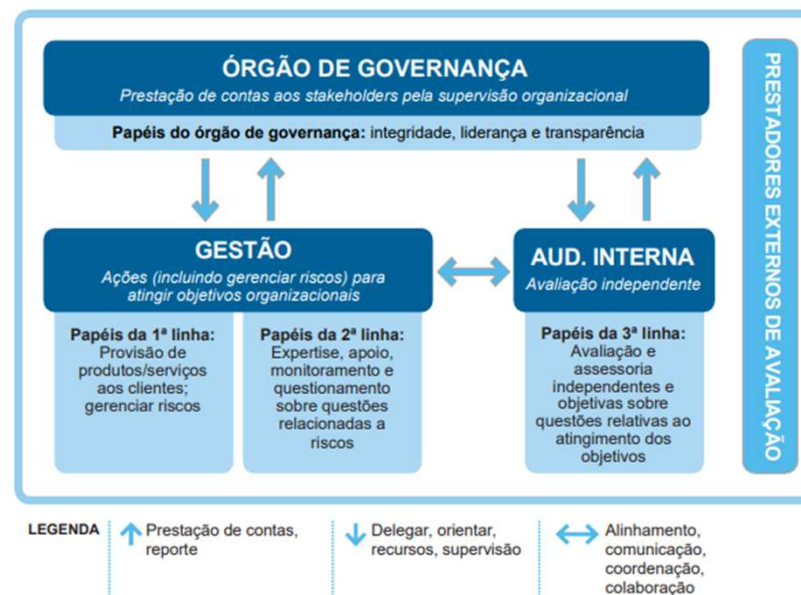 ÓRGÃO DE GOVERNANÇA
Prestação de contas aos stakeholders pela supervisão organizacional
Papéis do órgão de governança: integridade, liderança e transparência
GESTÃO
Ações (incluindo gerenciar riscos) para
atingir objetivos organizacionais
Papéis da 1ª linha:
Provisão de
produtos/serviços
aos clientes;
gerenciar riscos
Papéis da 2ª linha:
Expertise, apoio,
monitoramento e
questionamento
sobre questões
relacionadas a
riscos
AUD. INTERNA
Avaliação independente
Papéis da 3ª linha:
Avaliação e
assessoria
independentes e
objetivas sobre
questões relativas ao
atingimento dos
objetivos
PRESTADORES EXTERNOS DE AVALIAÇÃO
LEGENDA
Prestação de contas,
reporte
Delegar, orientar,
recursos, supervisão
Alinhamento,
comunicação,
coordenação,
colaboração